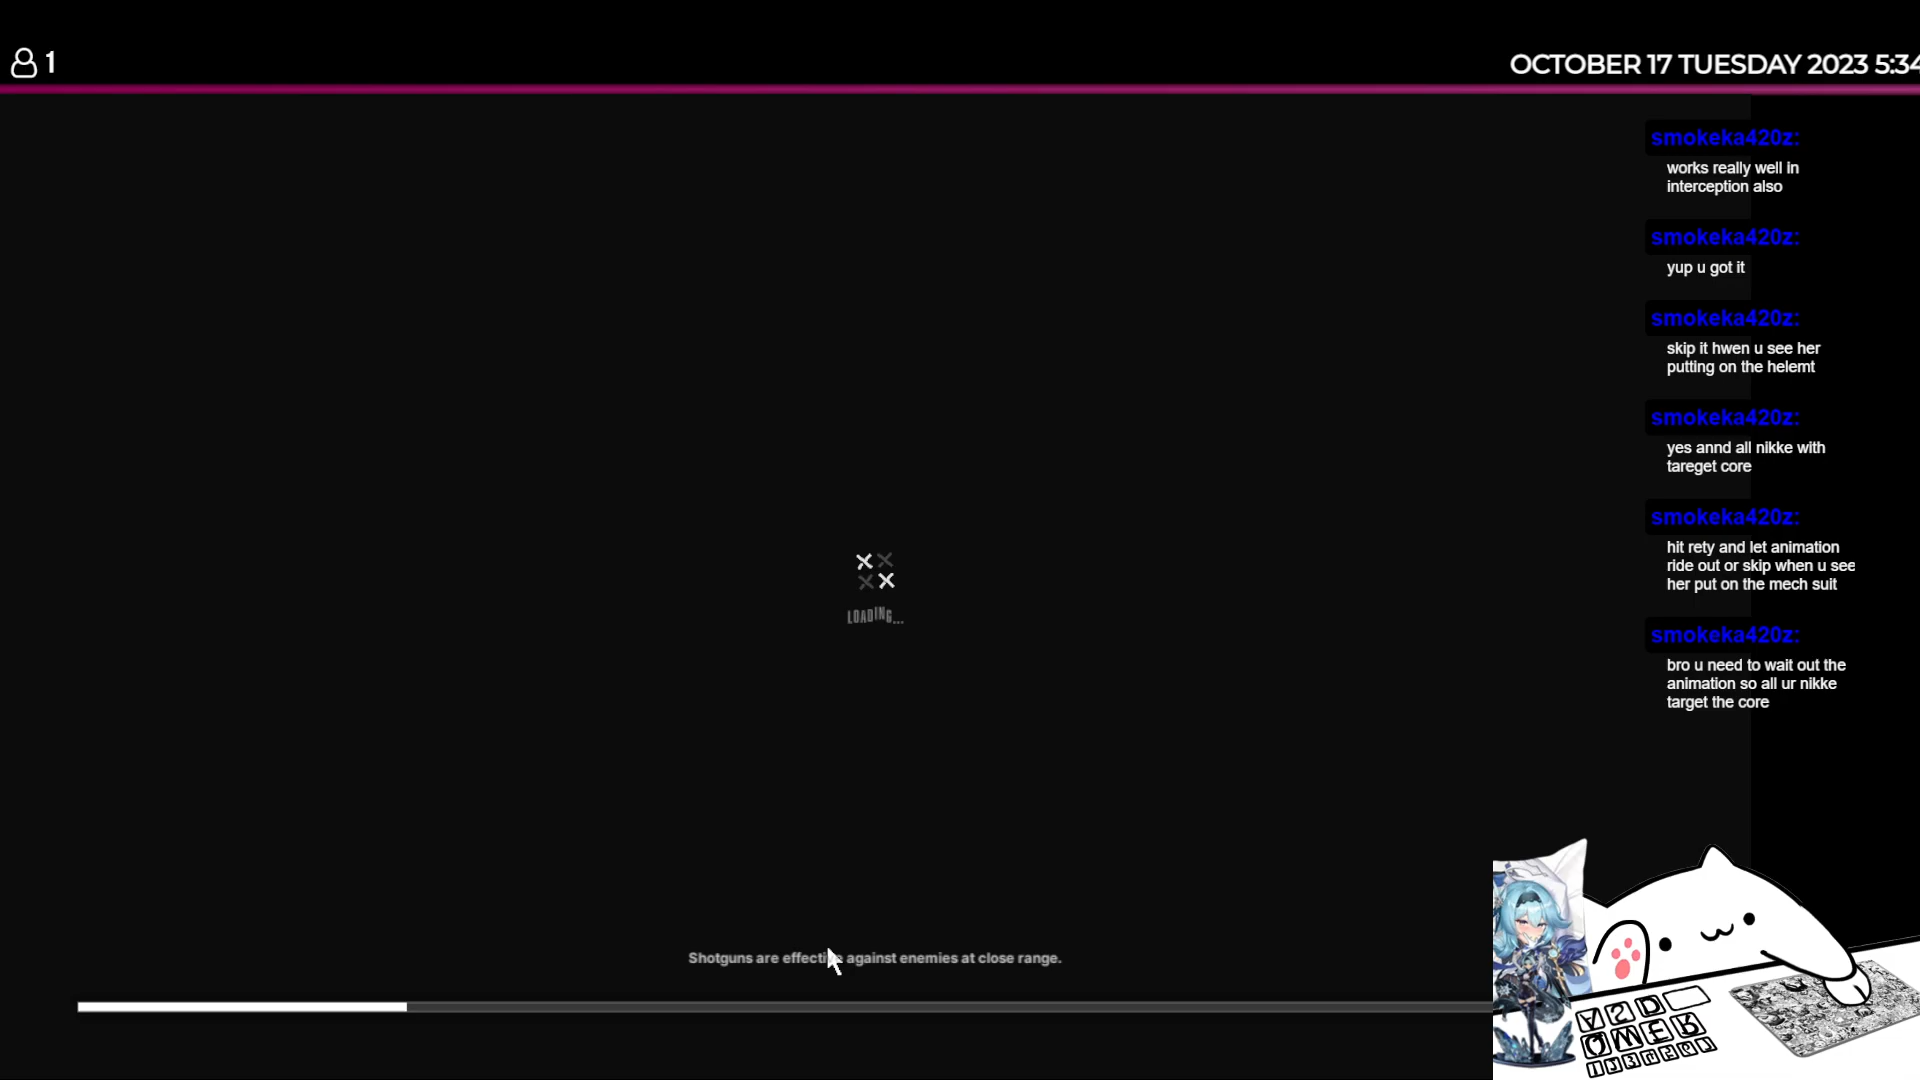 1
OCTOBER 17 TUESDAY 2023 5:34
smokeka420z:
works really well in
interception also
smokeka420z:
yup u got it
smokeka420z:
skip it hwen u see her
putting on the helemt
smokeka420z:
yes annd all nikke with
tareget core
smokeka420z:
hit rety and let animation
ride out or skip when u see
her put on the mech suit
smokeka420z:
bro u need to wait out the
animation so all ur nikke
target the core
LOADING...
Shotguns are effective against enemies at close range.
A S D
Q W E R